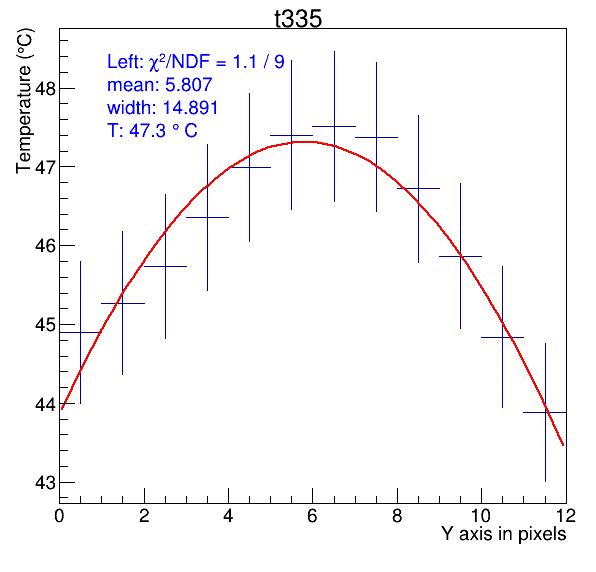 t335
Temperature (°C)
Left: χ²/NDF = 1.1 / 9
mean: 5.807
width: 14.891
T: 47.3 ° C
48
47
46
45
44
43
0 2 4 6 8 10 12
Y axis in pixels